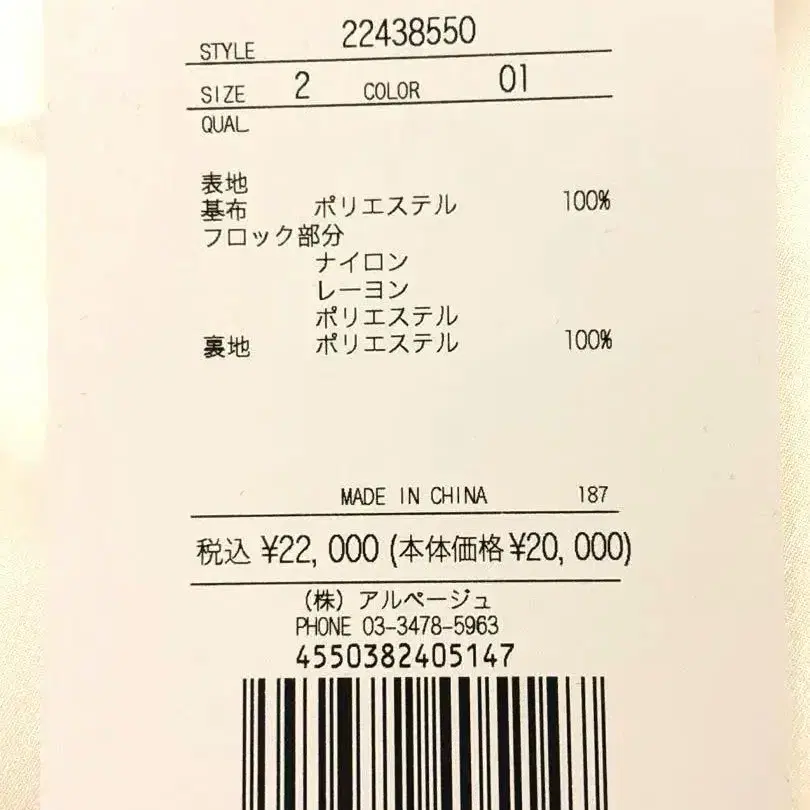 STYLE 22438550
SIZE 2 COLOR 01
QUAL
表地
基布 ポリエステル 100%
フロック部分
ナイロン
レーヨン
ポリエステル
裏地 ポリエステル 100%
MADE IN CHINA 187
税込 ¥22,000 (本体価格¥20,000)
(株) アルページュ
PHONE 03-3478-5963
4550382405147